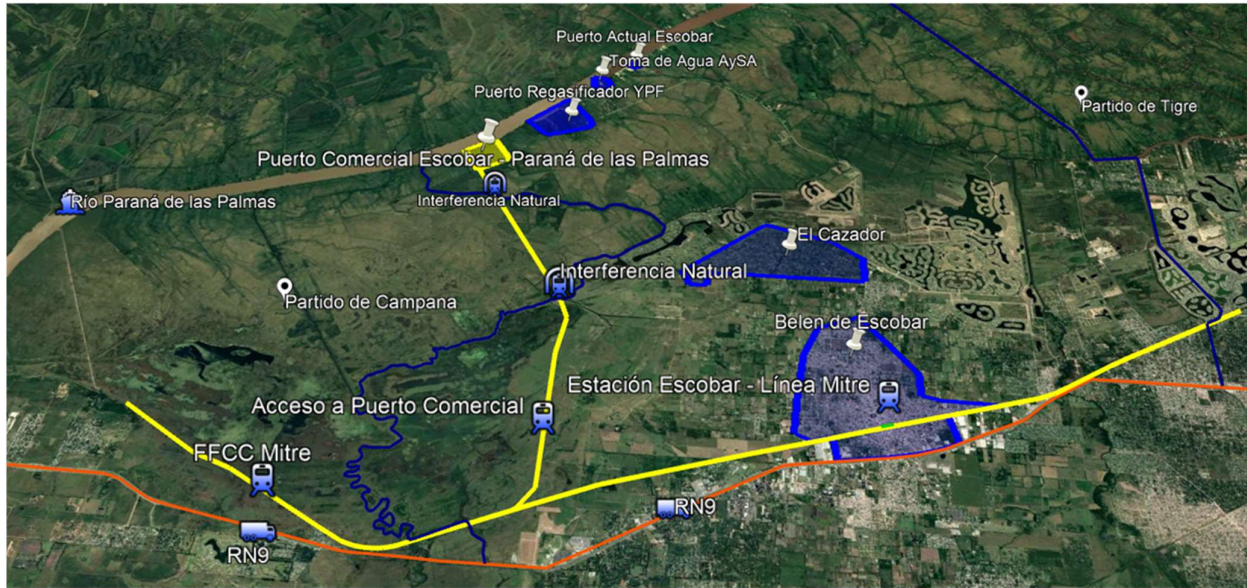 Puerto Actual Escobar
Toma de Agua AySA
Puerto Regasificador YPF
Partido de Tigre
Puerto Comercial Escobar - Paraná de las Palmas
Río Paraná de las Palmas
Interferencia Natural
El Cazador
Interferencia Natural
Partido de Campana
Belen de Escobar
Estación Escobar - Línea Mitre
Acceso a Puerto Comercial
FFCC Mitre
RN9
RN9